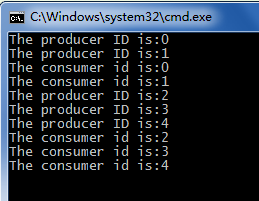 C:\Windows\system32\cmd.exe
The producer ID is:0
The producer ID is:1
The consumer id is:0
The consumer id is:1
The producer ID is:2
The producer ID is:3
The producer ID is:4
The consumer id is:2
The consumer id is:3
The consumer id is:4